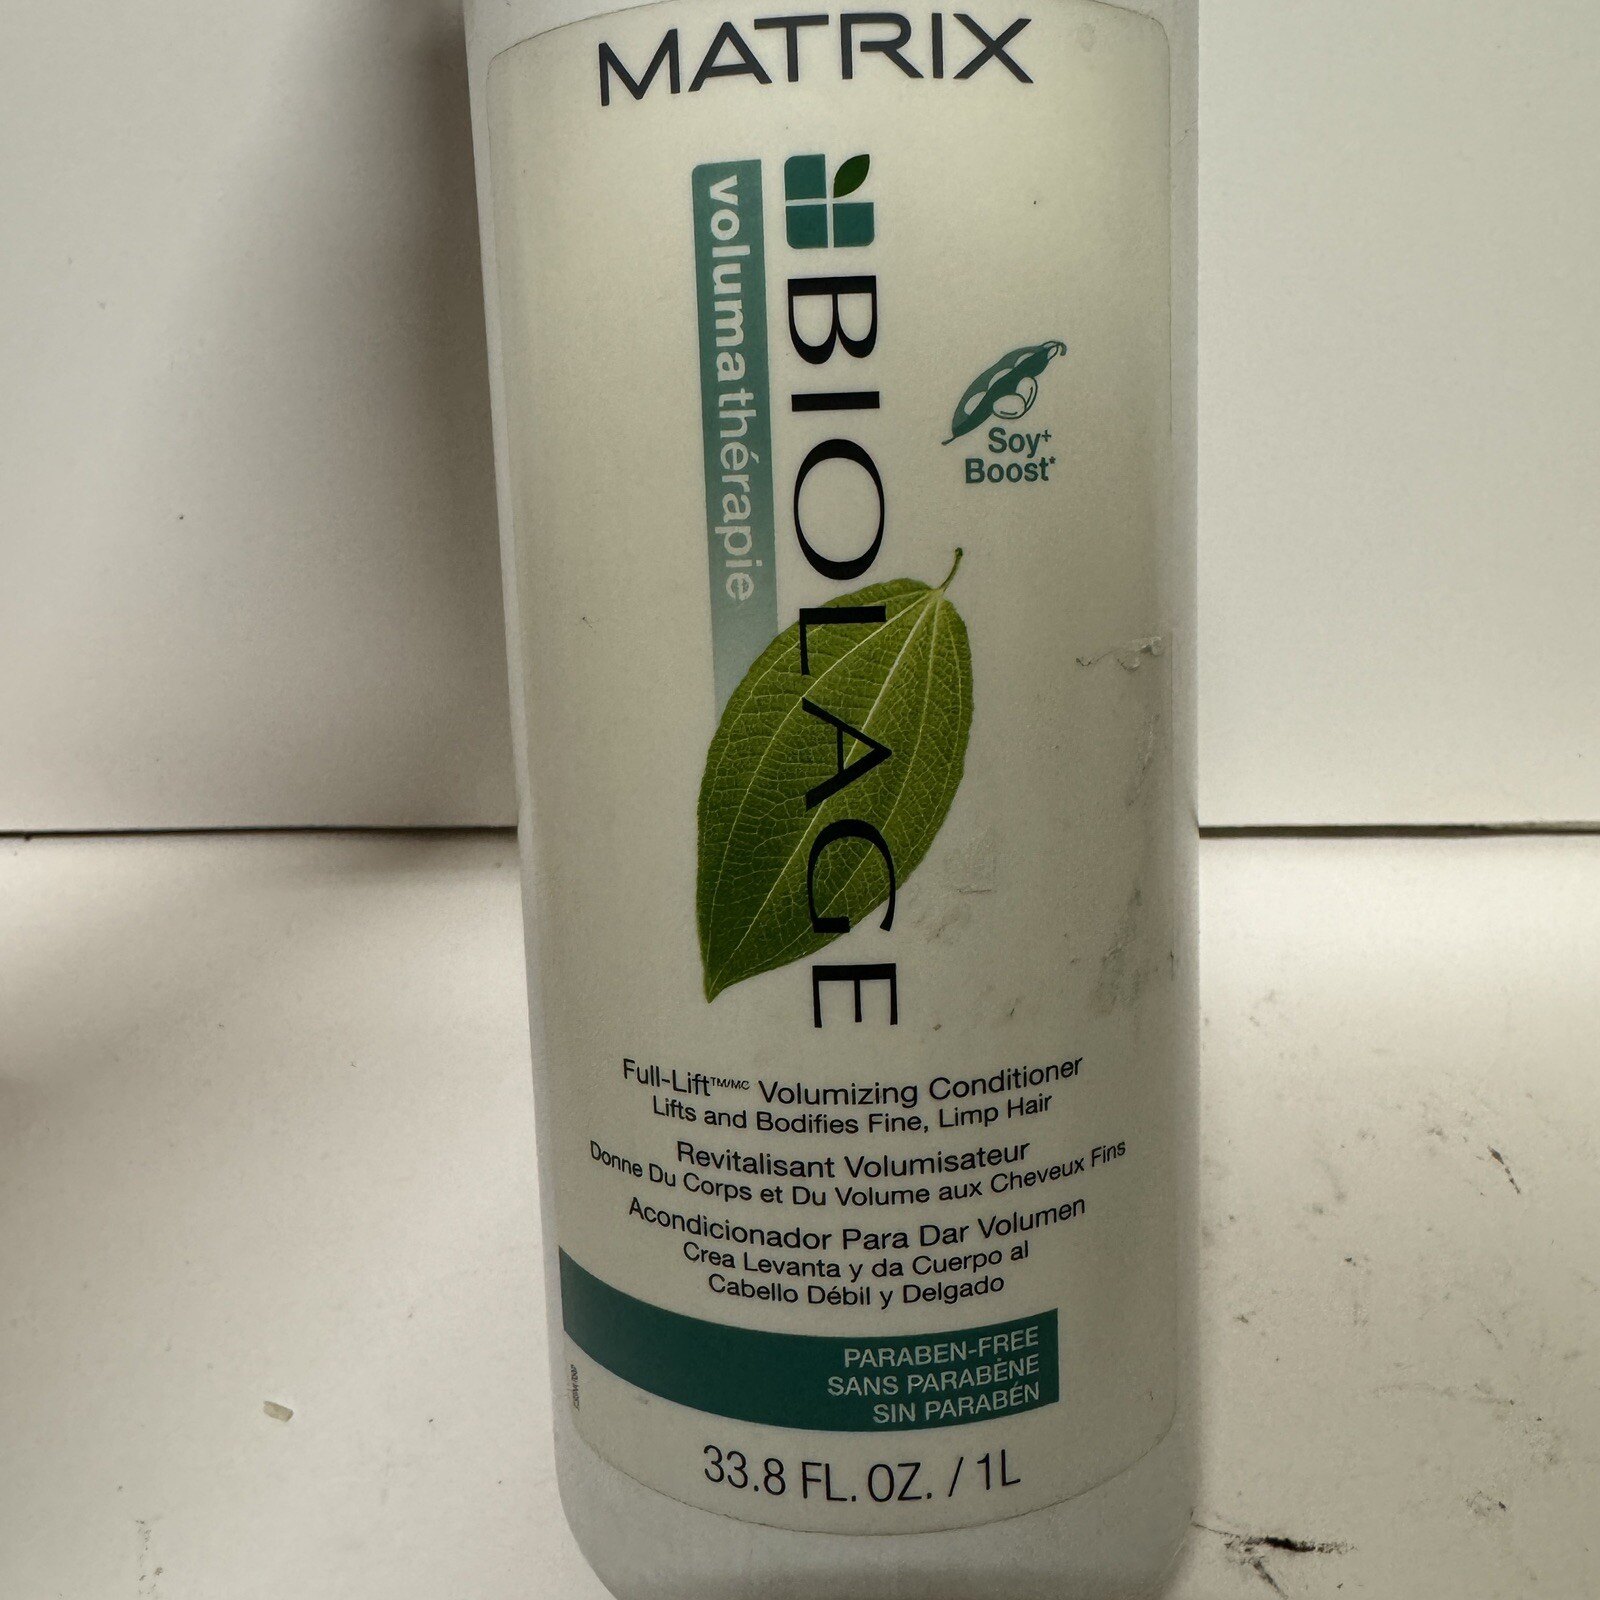 MATRIX
volumathérapie
BIOLAGE
Soy+
Boost*
Full-Lift™/MC Volumizing Conditioner
Lifts and Bodifies Fine, Limp Hair
Revitalisant Volumisateur
Donne Du Corps et Du Volume aux Cheveux Fins
Acondicionador Para Dar Volumen
Crea Levanta y da Cuerpo al
Cabello Débil y Delgado
PARABEN-FREE
SANS PARABÈNE
SIN PARABÉN
33.8 FL. OZ. / 1L